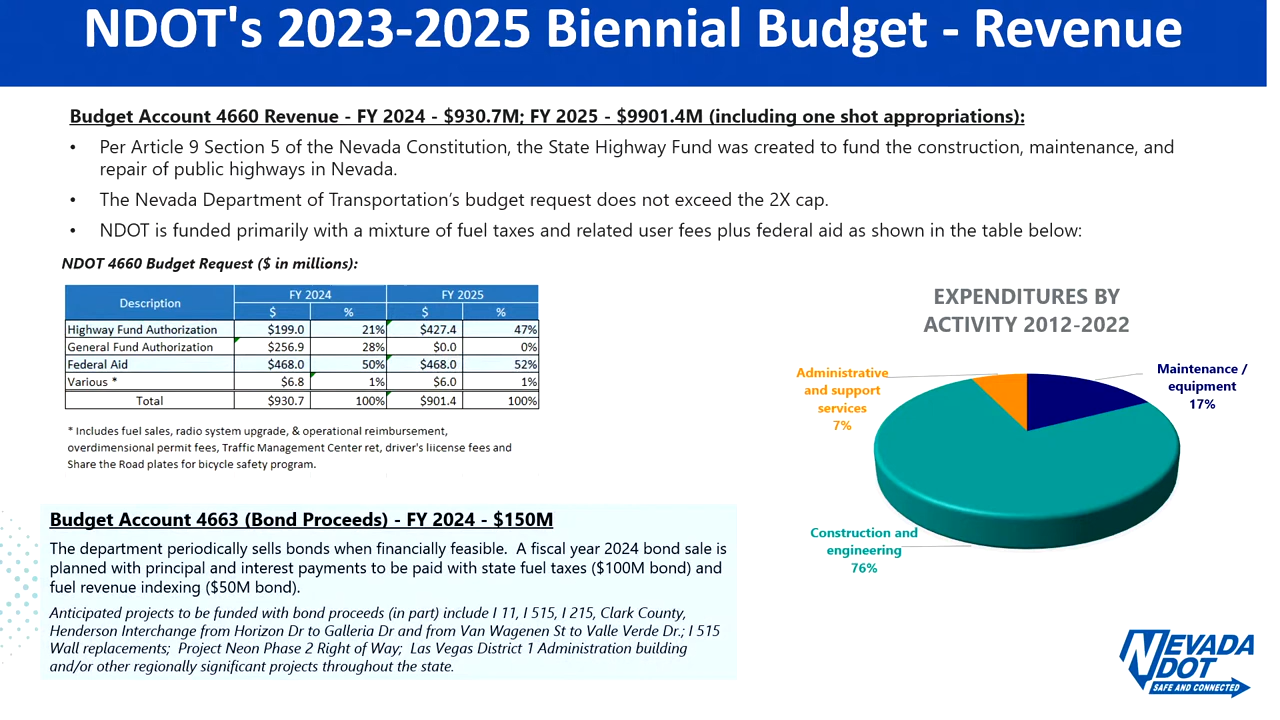 NDOT's 2023-2025 Biennial Budget - Revenue
Budget Account 4660 Revenue - FY 2024 - $930.7M; FY 2025 - $9901.4M (including one shot appropriations):
• Per Article 9 Section 5 of the Nevada Constitution, the State Highway Fund was created to fund the construction, maintenance, and
repair of public highways in Nevada.
• The Nevada Department of Transportation's budget request does not exceed the 2X cap.
• NDOT is funded primarily with a mixture of fuel taxes and related user fees plus federal aid as shown in the table below:
NDOT 4660 Budget Request ($ in millions):
Description FY 2024 FY 2025
$ % $ %
Highway Fund Authorization $199.0 21% $427.4 47%
General Fund Authorization $256.9 28% $0.0 0%
Federal Aid $468.0 50% $468.0 52%
Various * $6.8 1% $6.0 1%
Total $930.7 100% $901.4 100%
* Includes fuel sales, radio system upgrade, & operational reimbursement,
overdimensional permit fees, Traffic Management Center ret, driver's liicense fees and
Share the Road plates for bicycle safety program.
EXPENDITURES BY
ACTIVITY 2012-2022
Administrative
and support
services
7%
Maintenance /
equipment
17%
Construction and
engineering
76%
Budget Account 4663 (Bond Proceeds) - FY 2024 - $150M
The department periodically sells bonds when financially feasible. A fiscal year 2024 bond sale is
planned with principal and interest payments to be paid with state fuel taxes ($100M bond) and
fuel revenue indexing ($50M bond).
Anticipated projects to be funded with bond proceeds (in part) include I 11, I 515, I 215, Clark County,
Henderson Interchange from Horizon Dr to Galleria Dr and from Van Wagenen St to Valle Verde Dr.; I 515
Wall replacements; Project Neon Phase 2 Right of Way; Las Vegas District 1 Administration building
and/or other regionally significant projects throughout the state.
NEVADA
DOT
SAFE AND CONNECTED